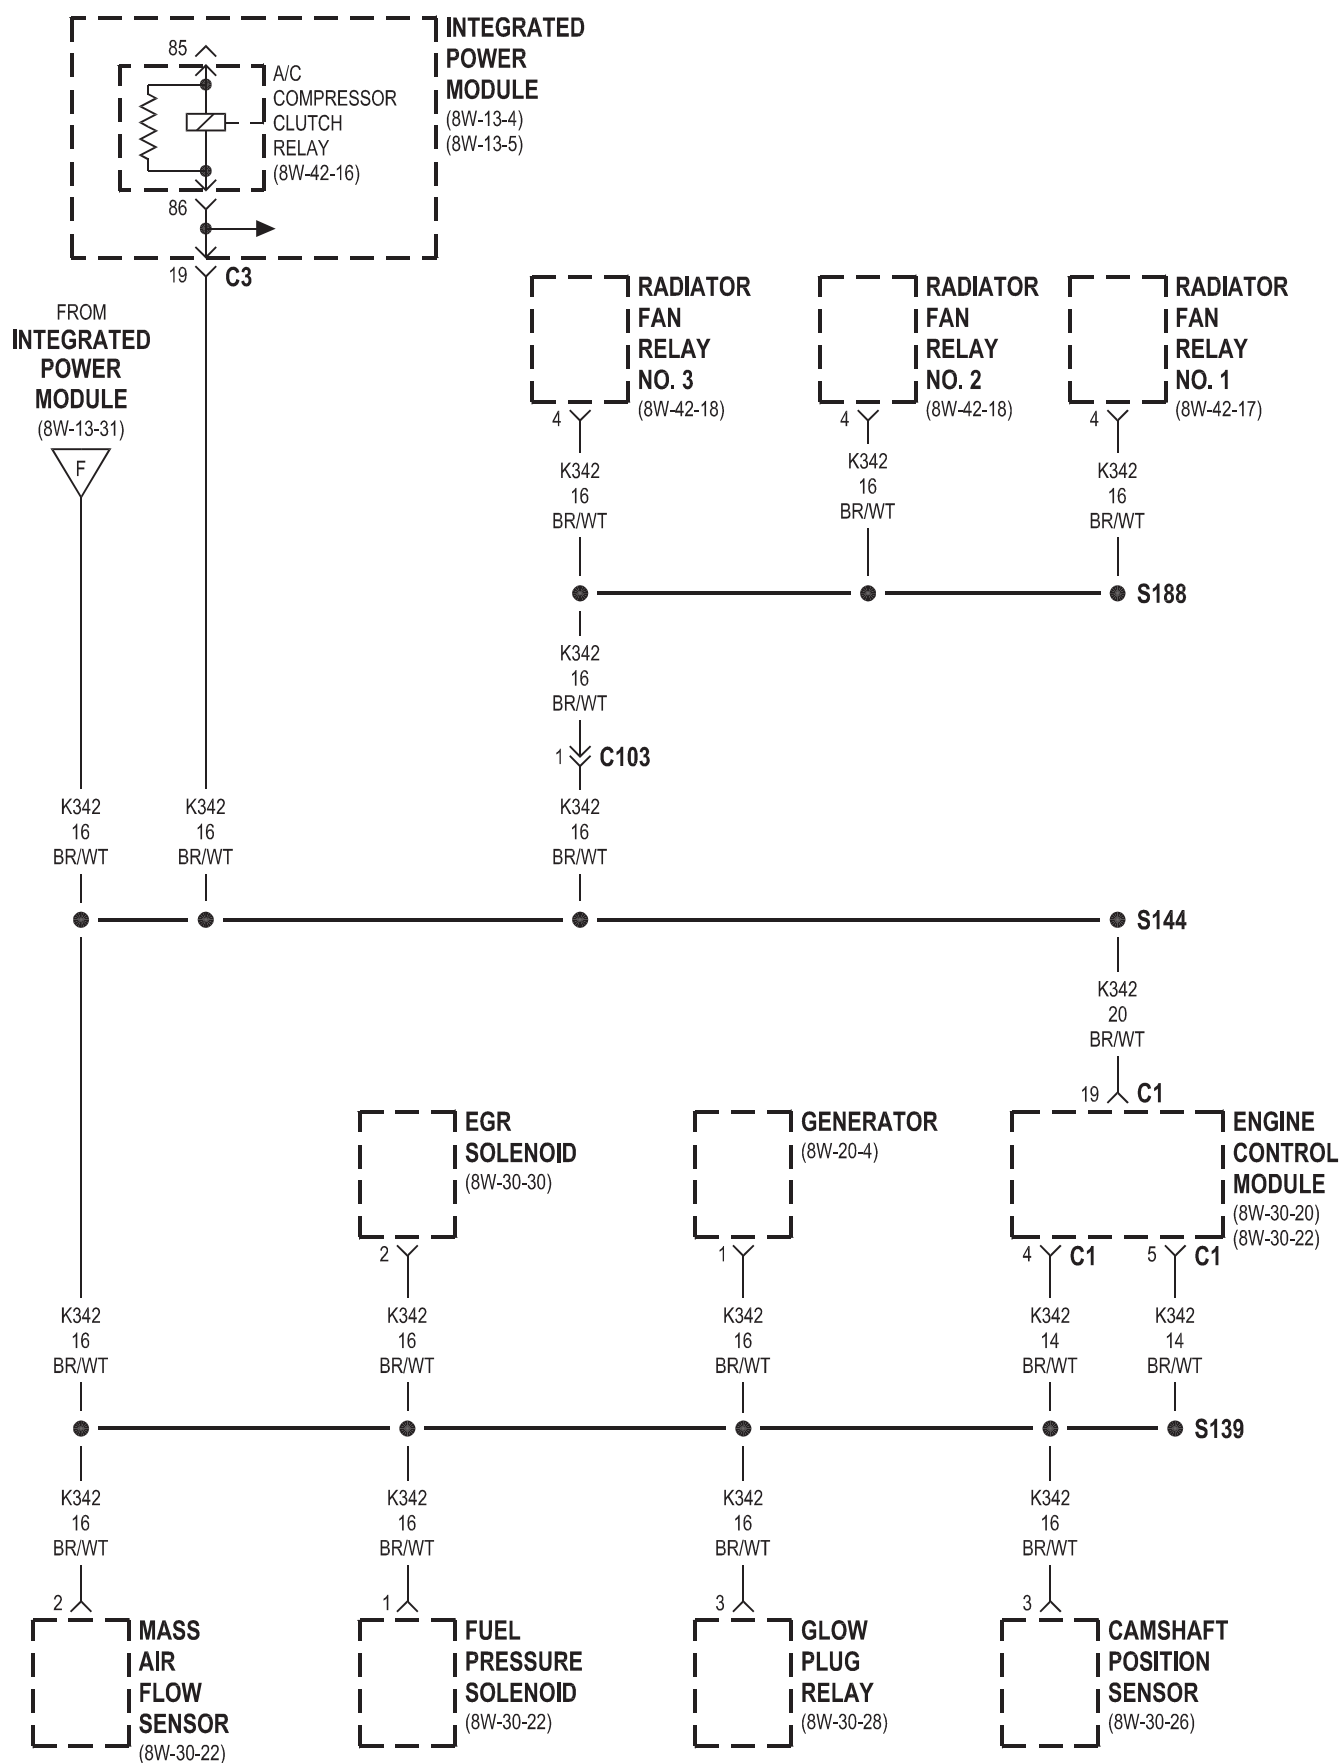 INTEGRATED
POWER
MODULE
(8W-13-4)
(8W-13-5)
85
A/C
COMPRESSOR
CLUTCH
RELAY
(8W-42-16)
86
19 C3
FROM
INTEGRATED
POWER
MODULE
(8W-13-31)
F
RADIATOR
FAN
RELAY
NO. 3
(8W-42-18)
4
RADIATOR
FAN
RELAY
NO. 2
(8W-42-18)
4
RADIATOR
FAN
RELAY
NO. 1
(8W-42-17)
4
K342
16
BR/WT
K342
16
BR/WT
K342
16
BR/WT
S188
K342
16
BR/WT
1 C103
K342
16
BR/WT
K342
16
BR/WT
K342
16
BR/WT
S144
K342
20
BR/WT
19 C1
EGR
SOLENOID
(8W-30-30)
2
GENERATOR
(8W-20-4)
1
ENGINE
CONTROL
MODULE
(8W-30-20)
(8W-30-22)
4 C1
5 C1
K342
16
BR/WT
K342
16
BR/WT
K342
16
BR/WT
K342
14
BR/WT
K342
14
BR/WT
S139
K342
16
BR/WT
K342
16
BR/WT
K342
16
BR/WT
K342
16
BR/WT
2
MASS
AIR
FLOW
SENSOR
(8W-30-22)
1
FUEL
PRESSURE
SOLENOID
(8W-30-22)
3
GLOW
PLUG
RELAY
(8W-30-28)
3
CAMSHAFT
POSITION
SENSOR
(8W-30-26)